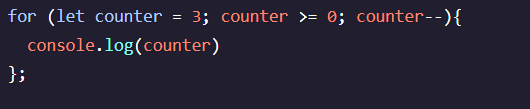 for (let counter = 3; counter >= 0; counter--){
  console.log(counter)
};